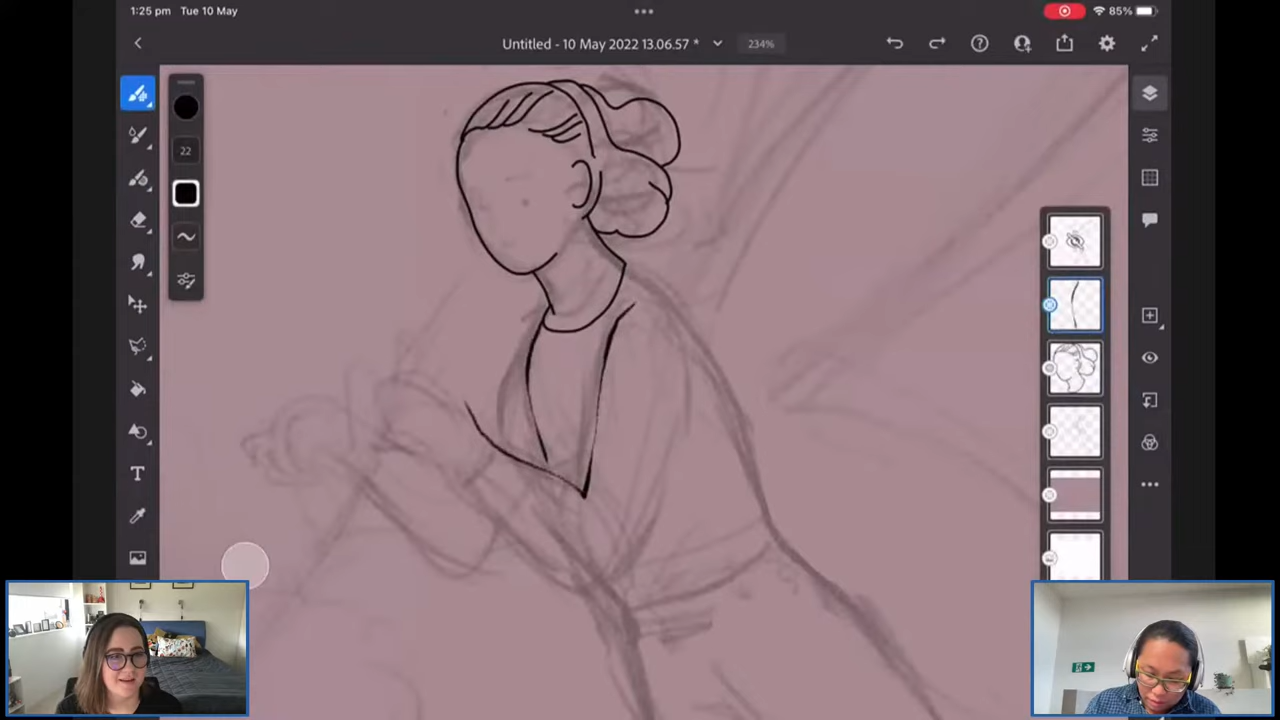 1:25 pm Tue 10 May
85%
Untitled - 10 May 2022 13.06.57 *
234%
22
T